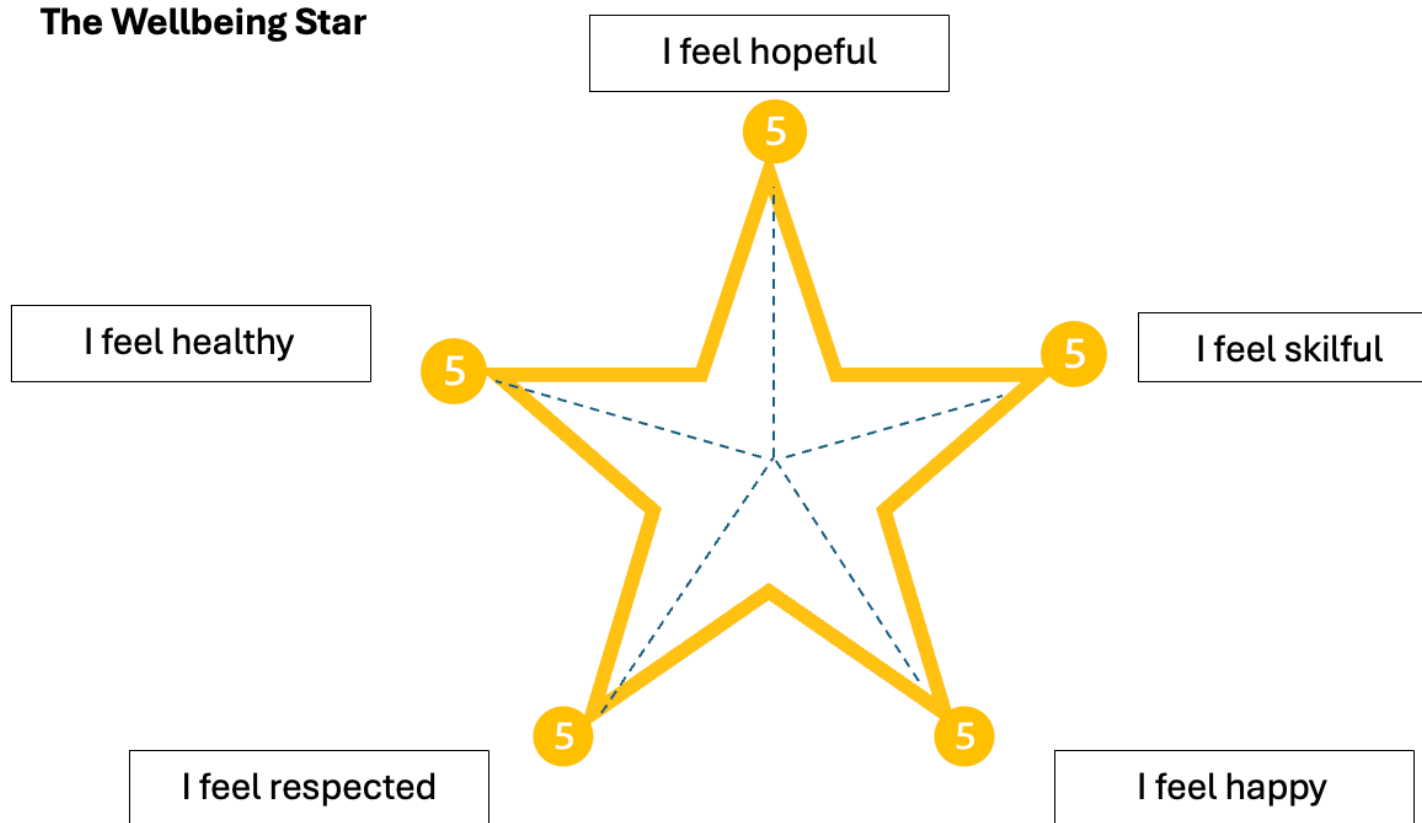 The Wellbeing Star
I feel hopeful
5
I feel healthy
5
5
I feel skilful
5
5
I feel respected
I feel happy